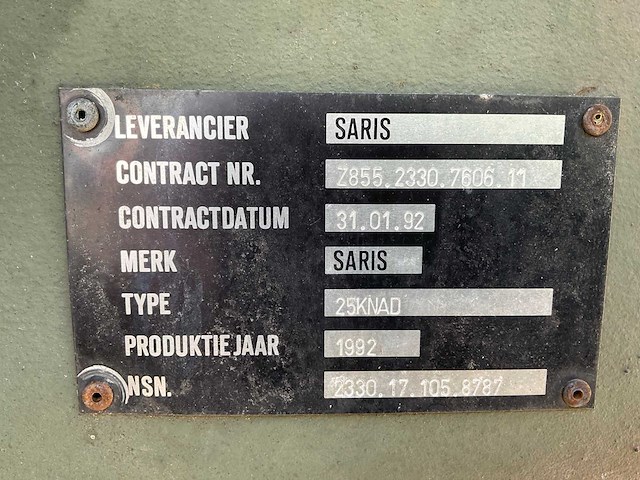 LEVERANCIER SARIS
CONTRACT NR. Z855.2330.7606.11
CONTRACTDATUM 31.01.92
MERK SARIS
TYPE 25KNAD
PRODUKTIEJAAR 1992
NSN. 2330.17.105.8787